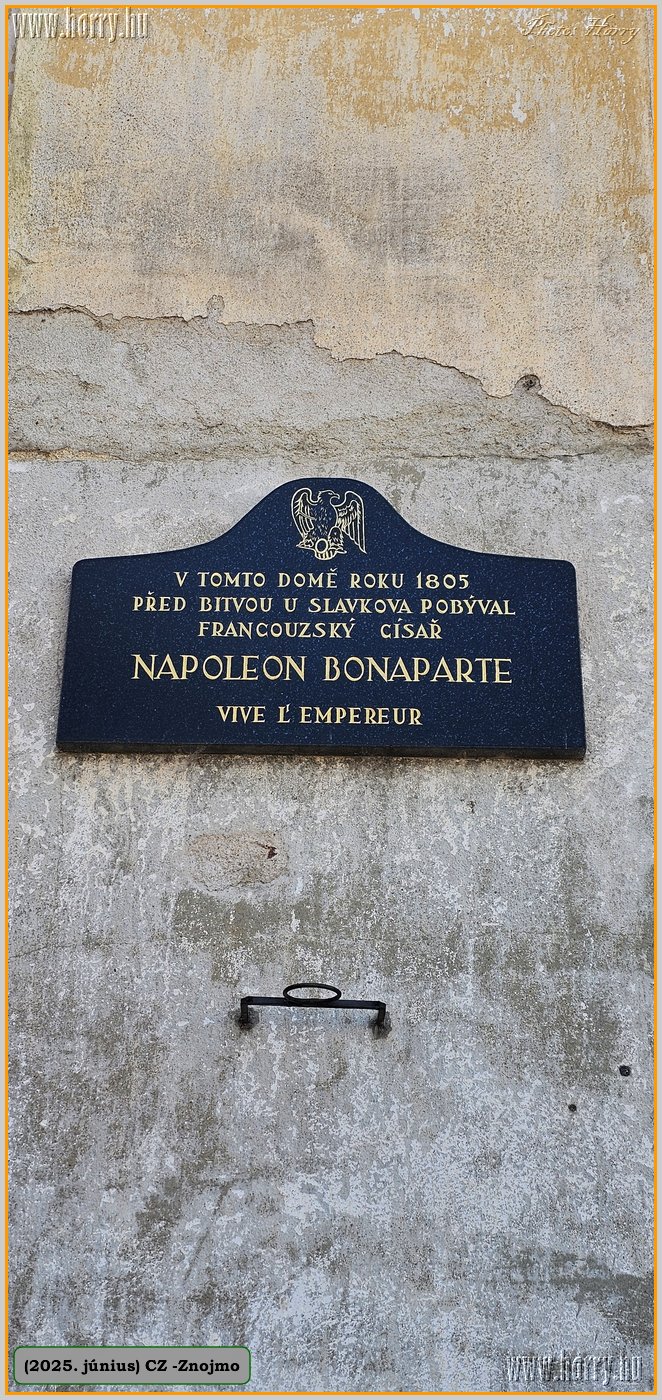 www.horry.hu
Photos Horry
V TOMTO DOMĚ ROKU 1805
PŘED BITVOU U SLAVKOVA POBÝVAL
FRANCOUZSKÝ CÍSAŘ
NAPOLEON BONAPARTE
VIVE L' EMPEREUR
(2025. június) CZ -Znojmo
www.horry.hu